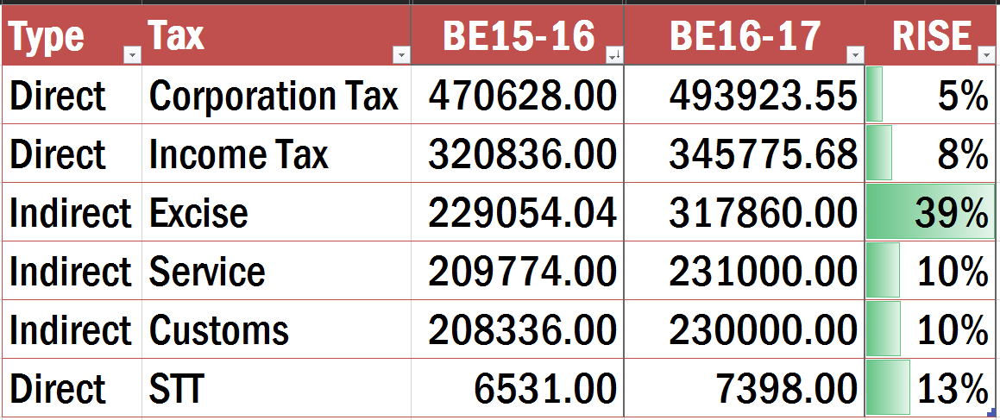 Type Tax BE15-16 BE16-17 RISE
Direct Corporation Tax 470628.00 493923.55 5%
Direct Income Tax 320836.00 345775.68 8%
Indirect Excise 229054.04 317860.00 39%
Indirect Service 209774.00 231000.00 10%
Indirect Customs 208336.00 230000.00 10%
Direct STT 6531.00 7398.00 13%